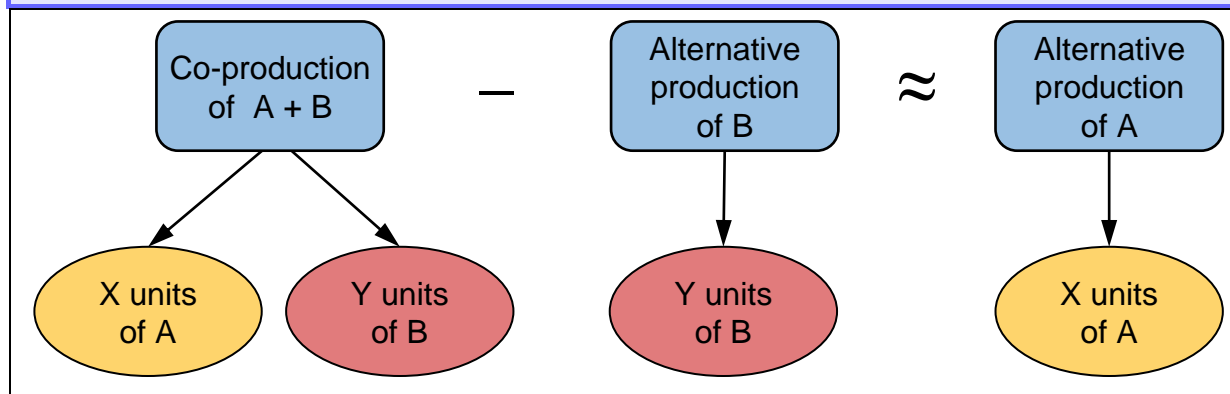 Co-production
of A + B
–
Alternative
production
of B
≈
Alternative
production
of A
X units
of A
Y units
of B
Y units
of B
X units
of A